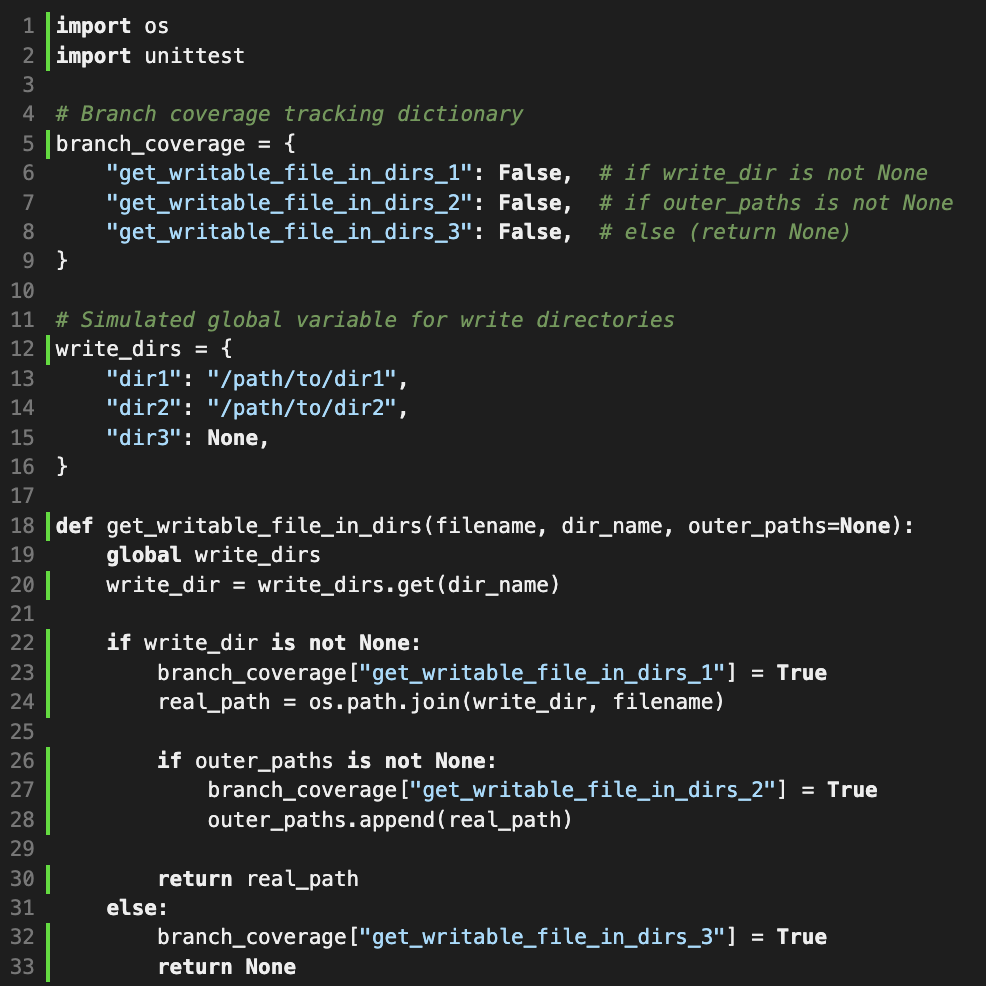 1 import os
2 import unittest
3
4 # Branch coverage tracking dictionary
5 branch_coverage = {
6     "get_writable_file_in_dirs_1": False,  # if write_dir is not None
7     "get_writable_file_in_dirs_2": False,  # if outer_paths is not None
8     "get_writable_file_in_dirs_3": False,  # else (return None)
9 }
10
11 # Simulated global variable for write directories
12 write_dirs = {
13     "dir1": "/path/to/dir1",
14     "dir2": "/path/to/dir2",
15     "dir3": None,
16 }
17
18 def get_writable_file_in_dirs(filename, dir_name, outer_paths=None):
19     global write_dirs
20     write_dir = write_dirs.get(dir_name)
21
22     if write_dir is not None:
23         branch_coverage["get_writable_file_in_dirs_1"] = True
24         real_path = os.path.join(write_dir, filename)
25
26         if outer_paths is not None:
27             branch_coverage["get_writable_file_in_dirs_2"] = True
28             outer_paths.append(real_path)
29
30         return real_path
31     else:
32         branch_coverage["get_writable_file_in_dirs_3"] = True
33         return None